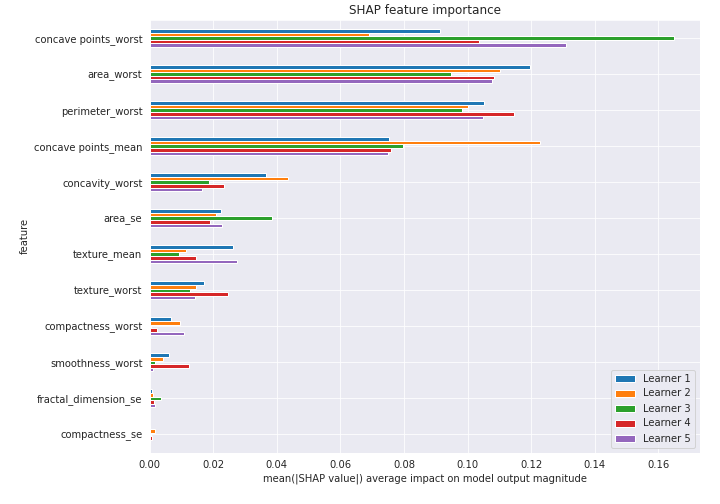 SHAP feature importance
concave points_worst
area_worst
perimeter_worst
concave points_mean
concavity_worst
area_se
texture_mean
texture_worst
compactness_worst
smoothness_worst
fractal_dimension_se
compactness_se
feature
Learner 1
Learner 2
Learner 3
Learner 4
Learner 5
0.00 0.02 0.04 0.06 0.08 0.10 0.12 0.14 0.16
mean(|SHAP value|) average impact on model output magnitude